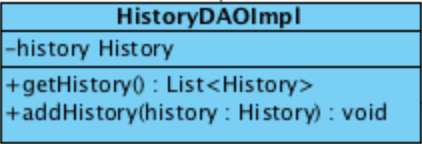 HistoryDAOImpl
-history History
+getHistory() : List<History>
+addHistory(history : History) : void